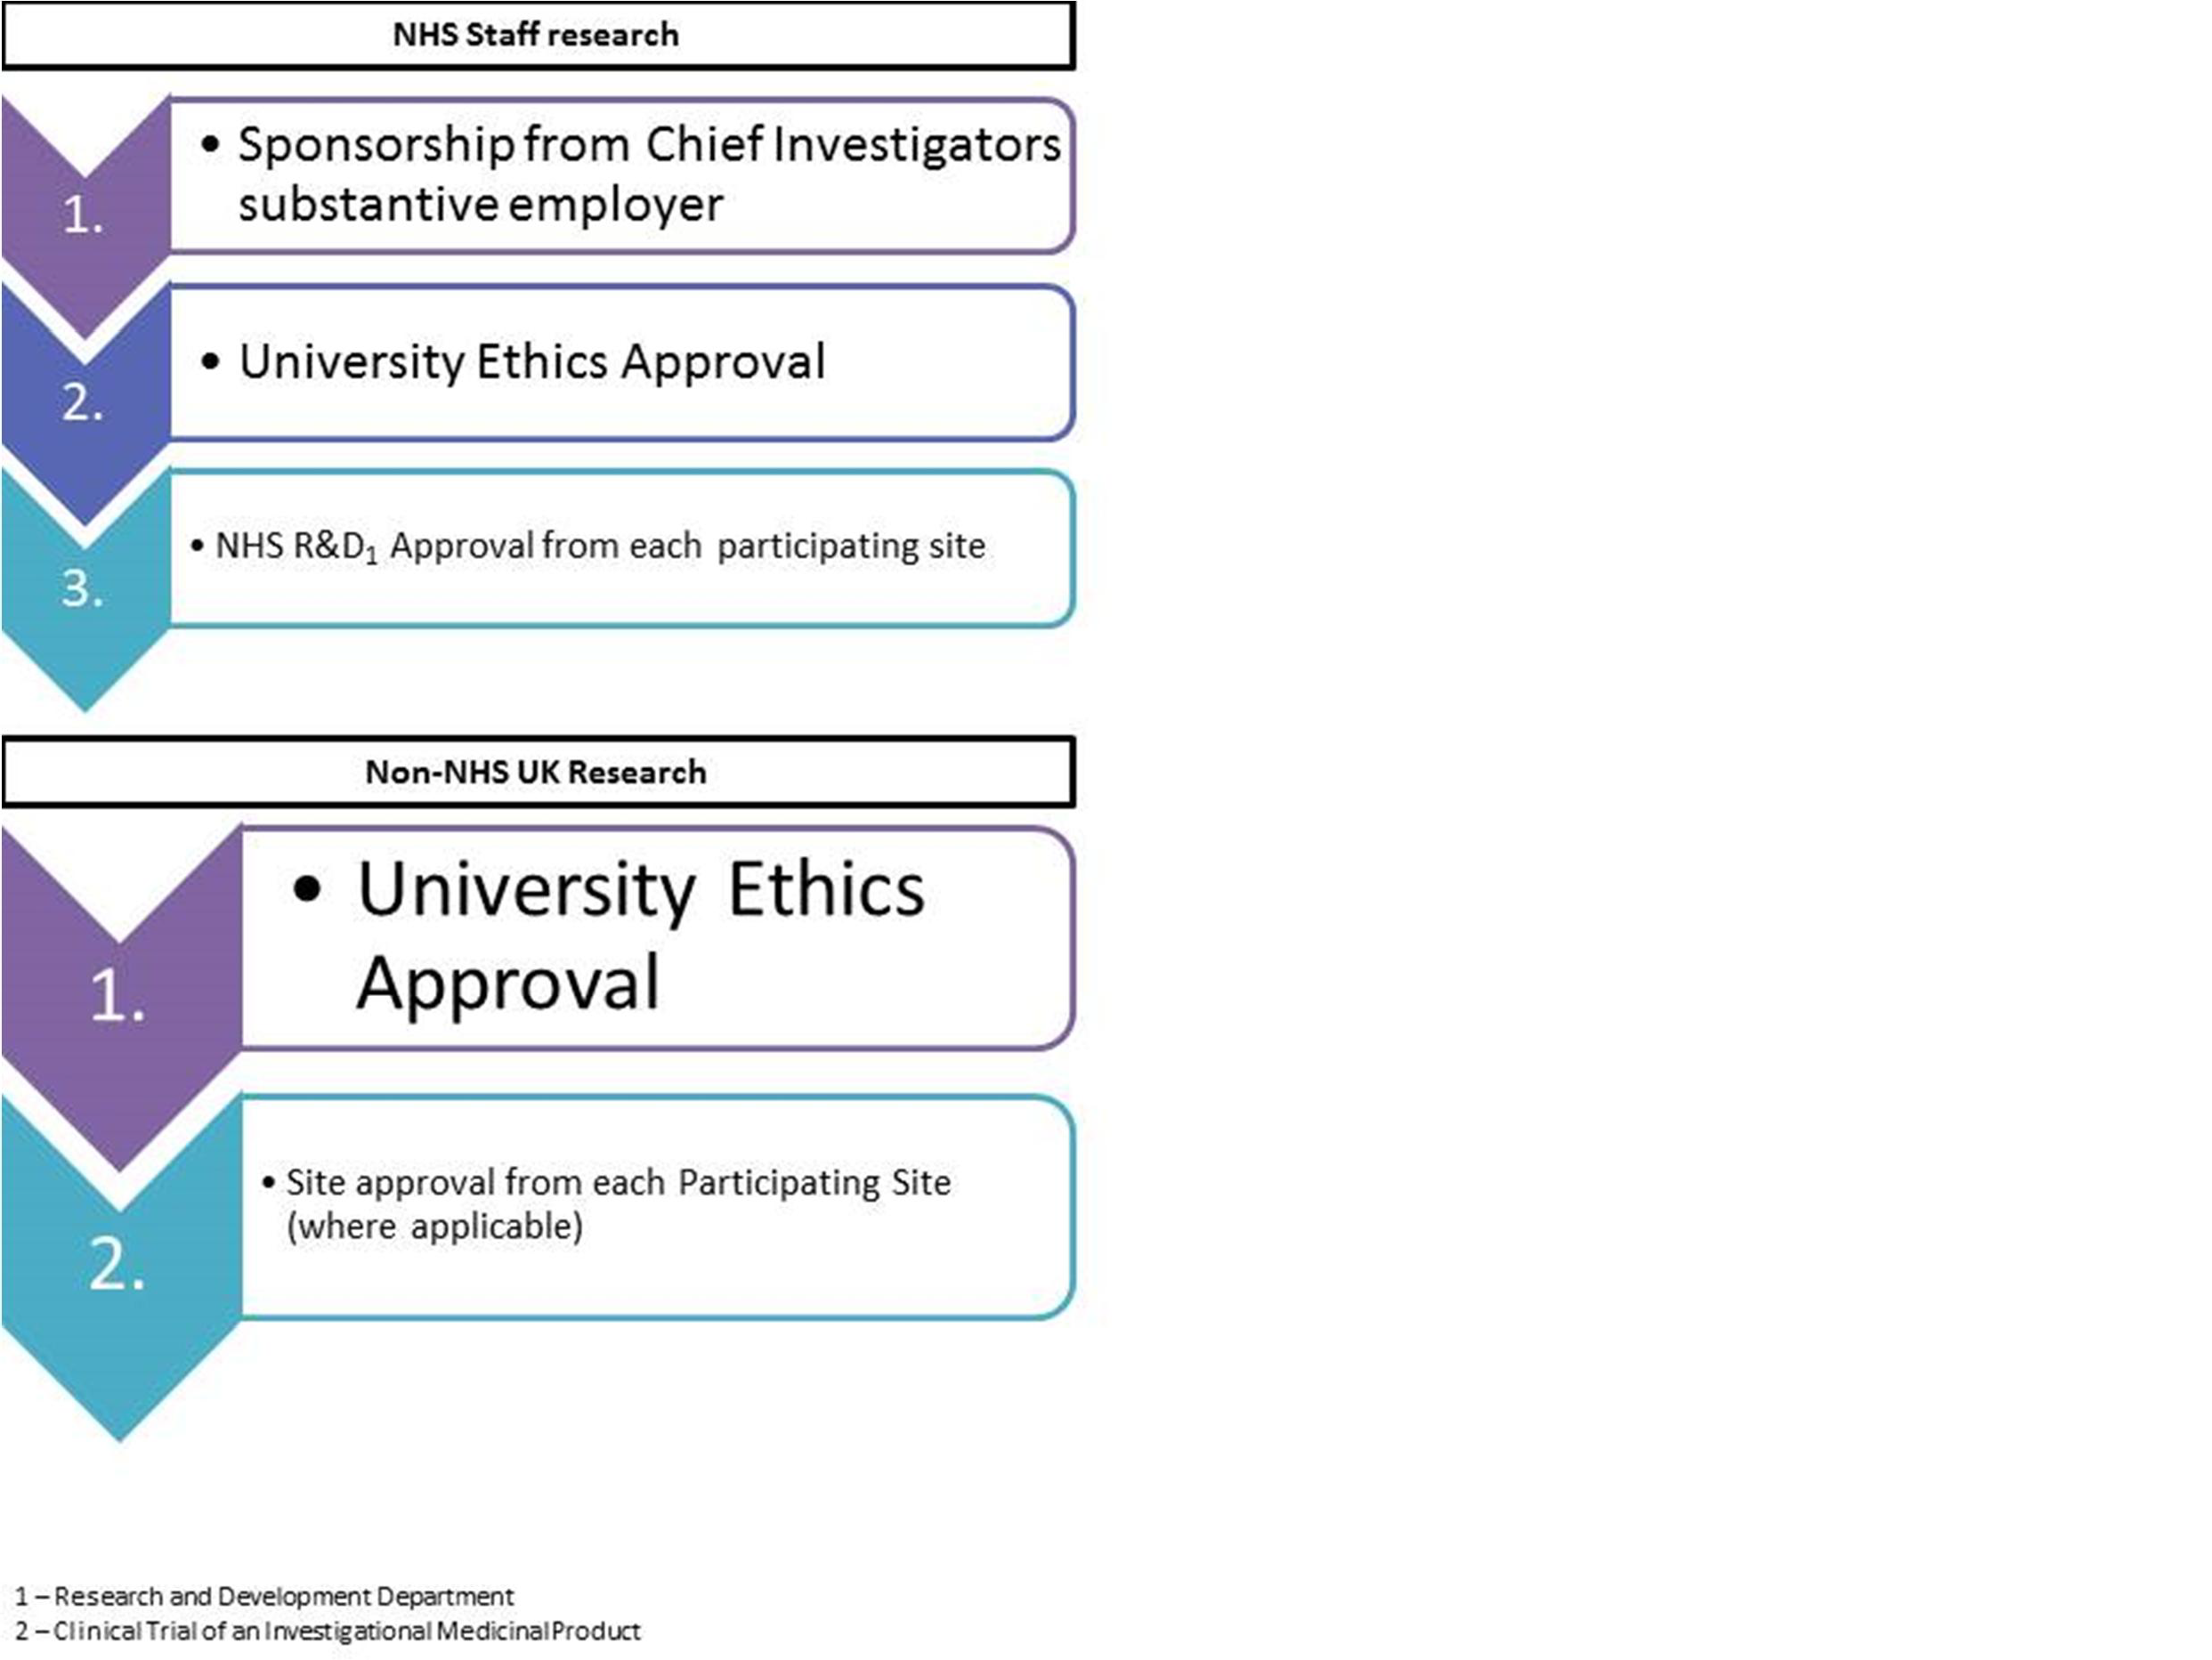 NHS Staff research
1.
• Sponsorship from Chief Investigators
substantive employer
2.
• University Ethics Approval
3.
• NHS R&D₁ Approval from each participating site
Non-NHS UK Research
1.
• University Ethics
Approval
2.
• Site approval from each Participating Site
(where applicable)
1 – Research and Development Department
2 – Clinical Trial of an Investigational Medicinal Product